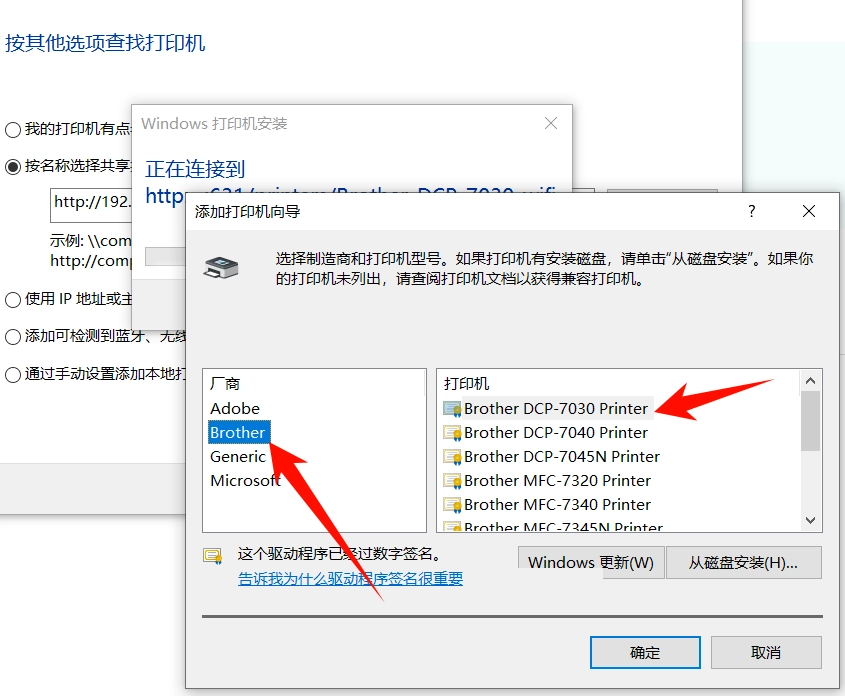 按其他选项查找打印机
我的打印机有点
按名称选择共享
http://192.
示例: \\com
http://comp
使用 IP 地址或主
添加可检测到蓝牙、无线
通过手动设置添加本地打
Windows 打印机安装
正在连接到
http
添加打印机向导
?
选择制造商和打印机型号。如果打印机有安装磁盘，请单击“从磁盘安装”。如果你
的打印机未列出，请查阅打印机文档以获得兼容打印机。
厂商
Adobe
Brother
Generic
Microsoft
打印机
Brother DCP-7030 Printer
Brother DCP-7040 Printer
Brother DCP-7045N Printer
Brother MFC-7320 Printer
Brother MFC-7340 Printer
Brother MFC-7345N Printer
这个驱动程序已经过数字签名。
告诉我为什么驱动程序签名很重要
Windows 更新(W)
从磁盘安装(H)...
确定
取消